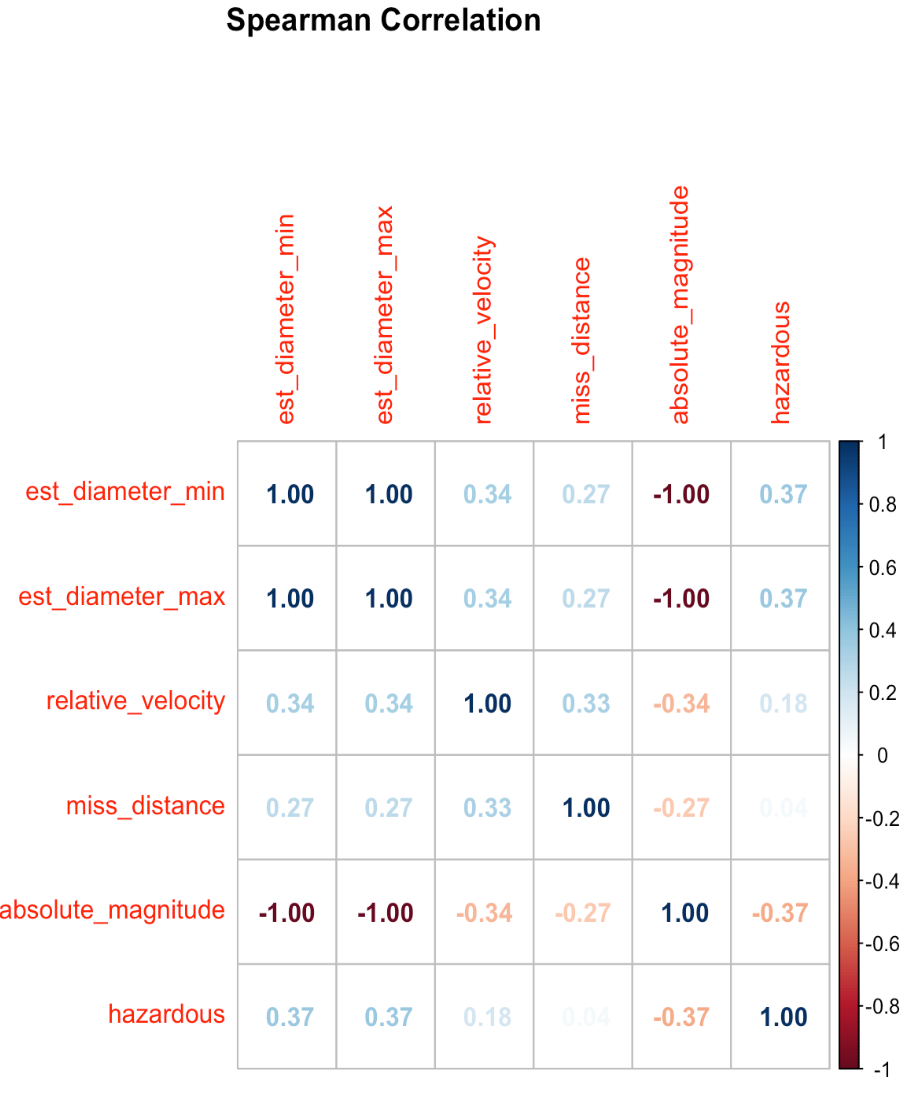 Spearman Correlation
est_diameter_min
est_diameter_max
relative_velocity
miss_distance
absolute_magnitude
hazardous
est_diameter_min 1.00 1.00 0.34 0.27 -1.00 0.37
est_diameter_max 1.00 1.00 0.34 0.27 -1.00 0.37
relative_velocity 0.34 0.34 1.00 0.33 -0.34 0.18
miss_distance 0.27 0.27 0.33 1.00 -0.27 0.04
absolute_magnitude -1.00 -1.00 -0.34 -0.27 1.00 -0.37
hazardous 0.37 0.37 0.18 0.04 -0.37 1.00
1
0.8
0.6
0.4
0.2
0
-0.2
-0.4
-0.6
-0.8
-1